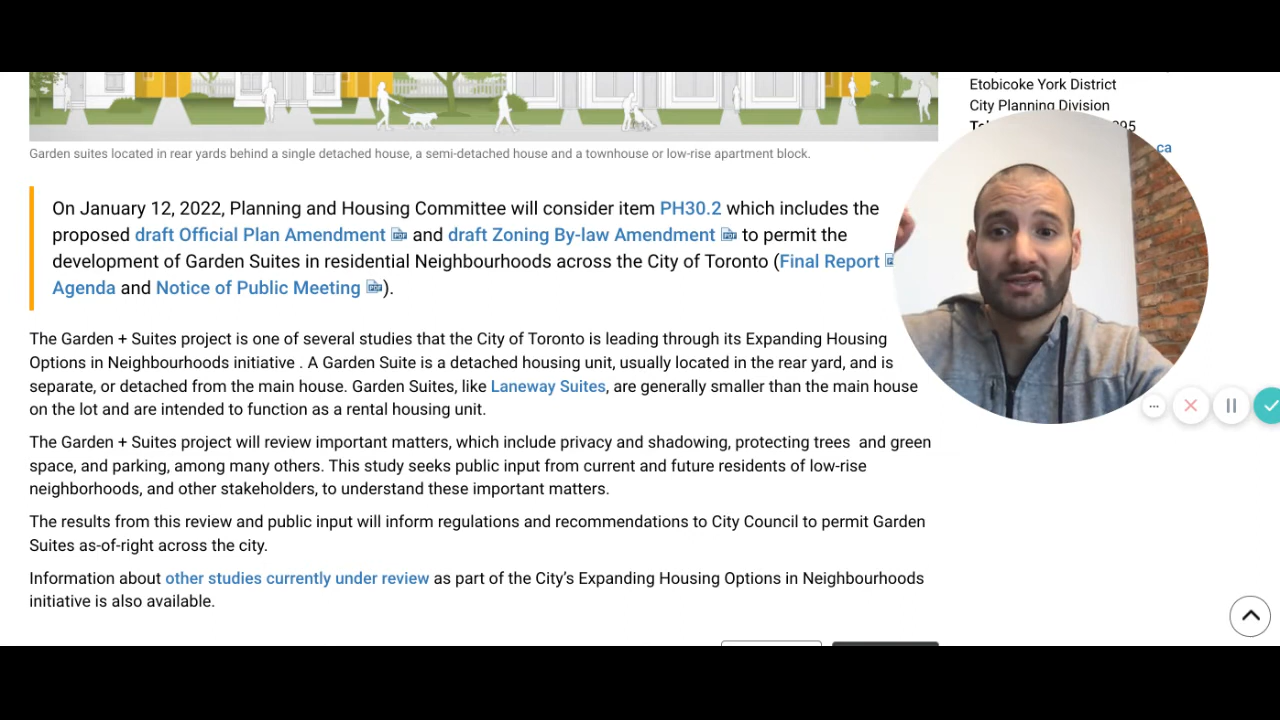 Etobicoke York District
City Planning Division
Garden suites located in rear yards behind a single detached house, a semi-detached house and a townhouse or low-rise apartment block.
ca
On January 12, 2022, Planning and Housing Committee will consider item PH30.2 which includes the
proposed draft Official Plan Amendment and draft Zoning By-law Amendment to permit the
development of Garden Suites in residential Neighbourhoods across the City of Toronto (Final Report
Agenda and Notice of Public Meeting ).
The Garden + Suites project is one of several studies that the City of Toronto is leading through its Expanding Housing
Options in Neighbourhoods initiative . A Garden Suite is a detached housing unit, usually located in the rear yard, and is
separate, or detached from the main house. Garden Suites, like Laneway Suites, are generally smaller than the main house
on the lot and are intended to function as a rental housing unit.
The Garden + Suites project will review important matters, which include privacy and shadowing, protecting trees and green
space, and parking, among many others. This study seeks public input from current and future residents of low-rise
neighborhoods, and other stakeholders, to understand these important matters.
The results from this review and public input will inform regulations and recommendations to City Council to permit Garden
Suites as-of-right across the city.
Information about other studies currently under review as part of the City's Expanding Housing Options in Neighbourhoods
initiative is also available.